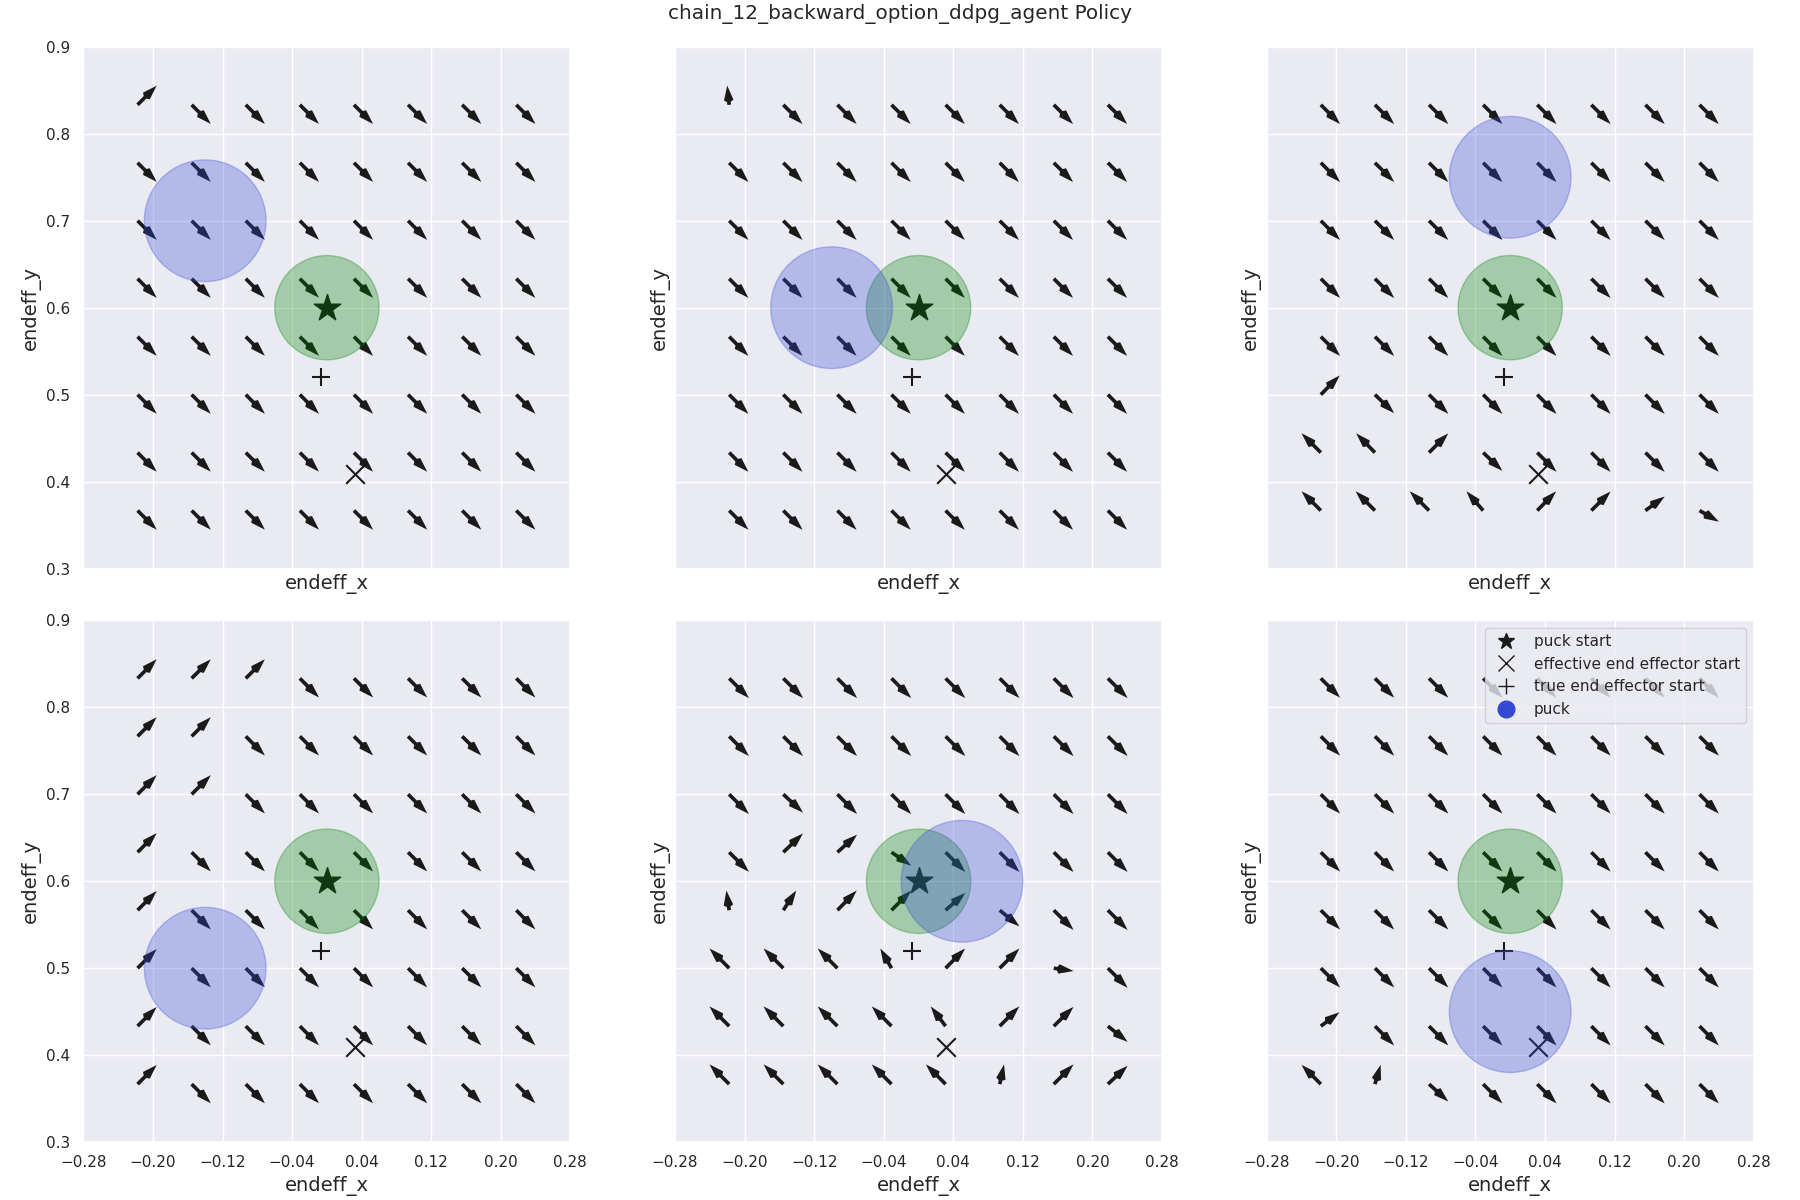 chain_12_backward_option_ddpg_agent Policy
0.9
0.8
0.7
0.6
0.5
0.4
0.3
endeff_y
endeff_x
endeff_y
endeff_x
endeff_y
endeff_x
0.9
0.8
0.7
0.6
0.5
0.4
0.3
endeff_y
−0.28 −0.20 −0.12 −0.04 0.04 0.12 0.20 0.28
endeff_x
endeff_y
−0.28 −0.20 −0.12 −0.04 0.04 0.12 0.20 0.28
endeff_x
puck start
effective end effector start
true end effector start
puck
endeff_y
−0.28 −0.20 −0.12 −0.04 0.04 0.12 0.20 0.28
endeff_x